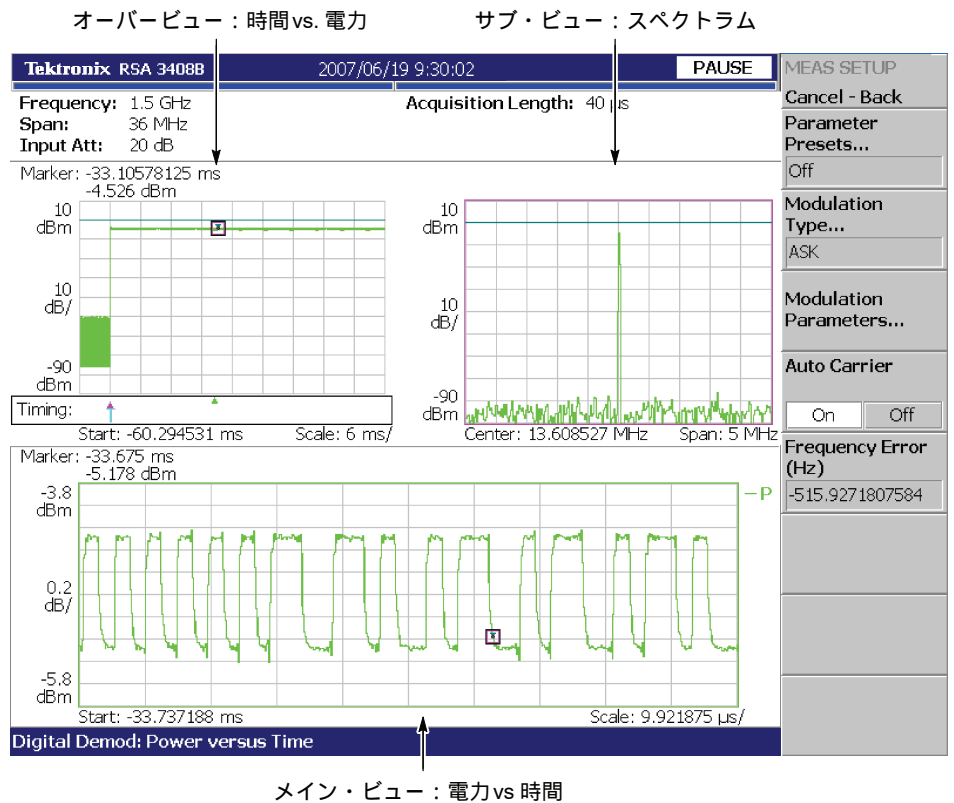 オーバービュー：時間vs. 電力
サブ・ビュー：スペクトラム
Tektronix RSA 3408B
2007/06/19 9:30:02
PAUSE
Frequency: 1.5 GHz
Acquisition Length: 40 µs
Span: 36 MHz
Input Att: 20 dB
Marker: -33.10578125 ms
-4.526 dBm
10
dBm
10
dB/
-90
dBm
Timing:
Start: -60.294531 ms
Scale: 6 ms/
10
dBm
10
dB/
-90
dBm
Center: 13.608527 MHz
Span: 5 MHz
Marker: -33.675 ms
-5.178 dBm
-3.8
dBm
0.2
dB/
-5.8
dBm
P
Start: -33.737188 ms
Scale: 9.921875 µs/
Digital Demod: Power versus Time
MEAS SETUP
Cancel - Back
Parameter
Presets...
Off
Modulation
Type...
ASK
Modulation
Parameters...
Auto Carrier
On
Off
Frequency Error
(Hz)
-515.9271807584
メイン・ビュー：電力vs 時間